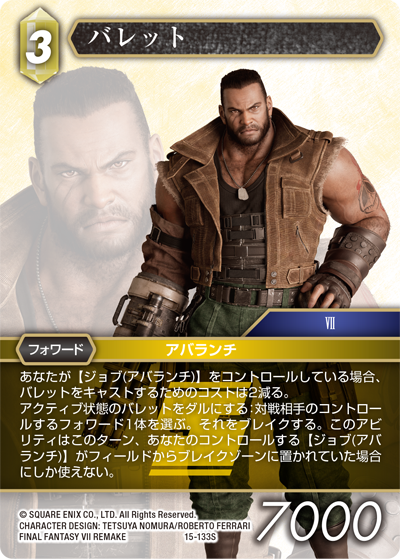 3
バレット
VII
フォワード
アバランチ
あなたが【ジョブ(アバランチ)】をコントロールしている場合、
バレットをキャストするためのコストは2減る。
アクティブ状態のバレットをダルにする:対戦相手のコントロー
ルするフォワード1体を選ぶ。それをブレイクする。このアビ
リティはこのターン、あなたのコントロールする【ジョブ(アバ
ランチ)】がフィールドからブレイクゾーンに置かれていた場合
にしか使えない。
© SQUARE ENIX CO., LTD. All Rights Reserved.
CHARACTER DESIGN: TETSUYA NOMURA/ROBERTO FERRARI
FINAL FANTASY VII REMAKE
15-133S
7000